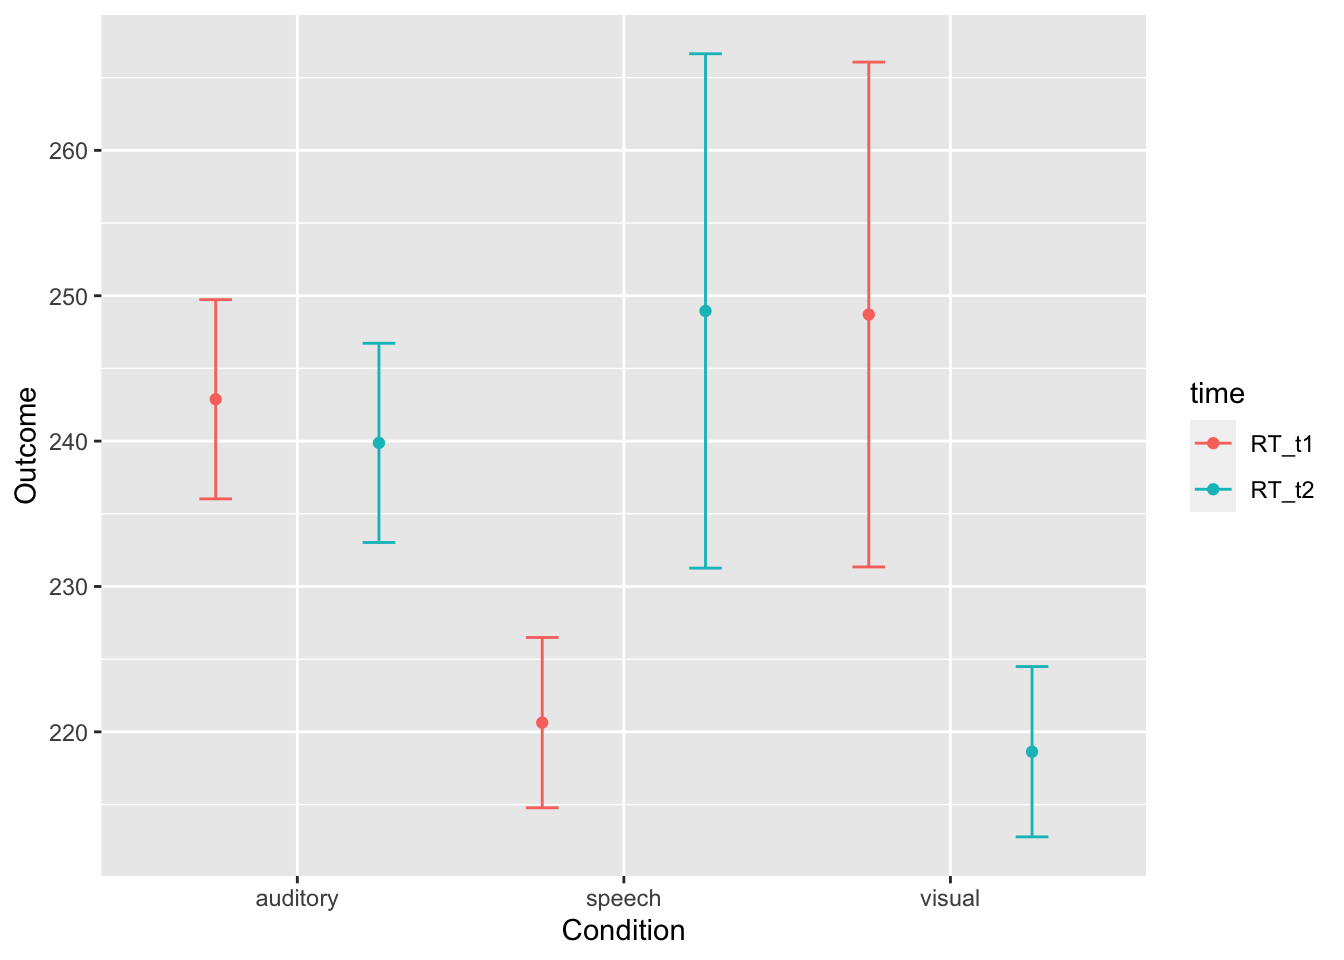 260
250
240
230
220
Outcome
auditory
speech
visual
Condition
time
RT_t1
RT_t2